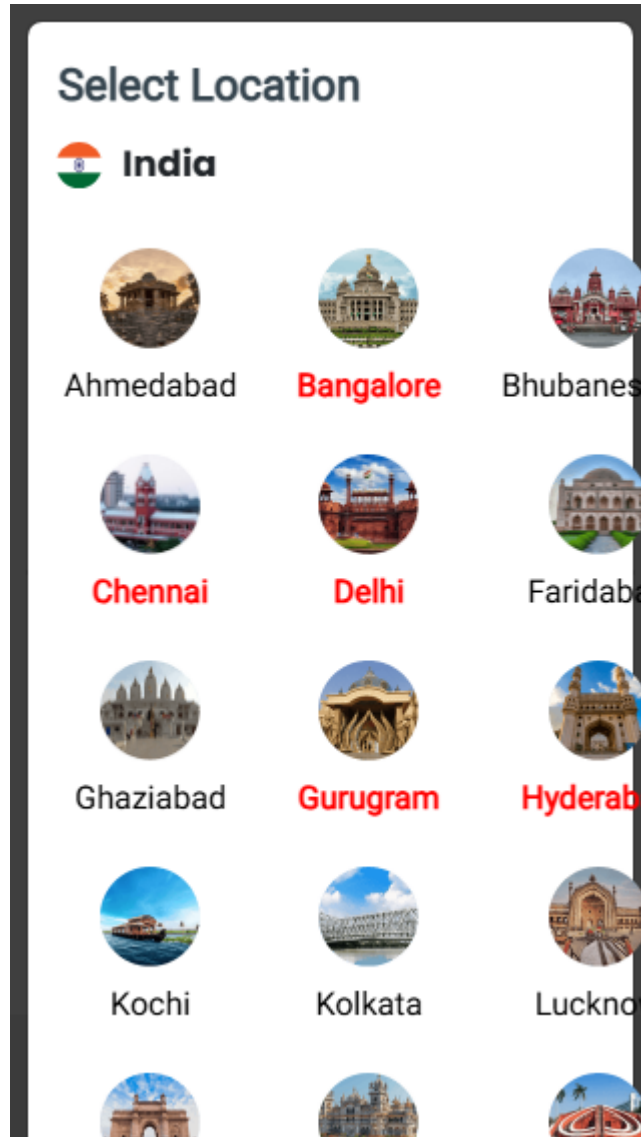 Select Location
India
Ahmedabad Bangalore Bhubanes
Chennai Delhi Faridaba
Ghaziabad Gurugram Hyderab
Kochi Kolkata Luckno